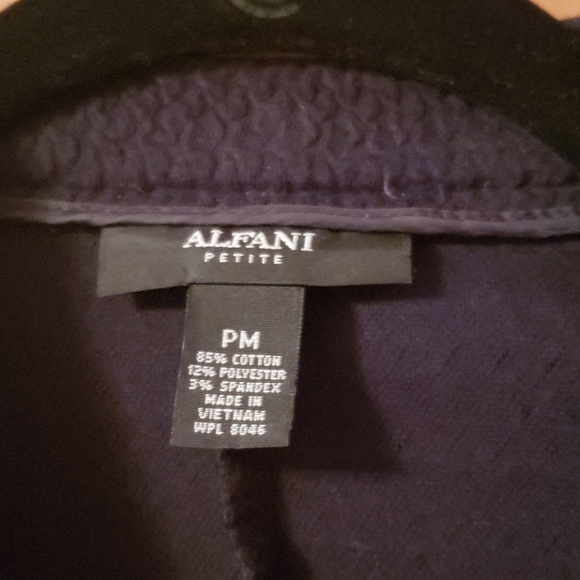 ALFANI
PETITE
PM
85% COTTON
12% POLYESTER
3% SPANDEX
MADE IN
VIETNAM
WPL 8046